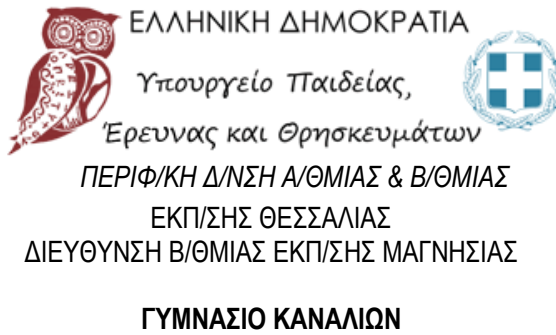 ΕΛΛΗΝΙΚΗ ΔΗΜΟΚΡΑΤΙΑ
Υπουργείο Παιδείας,
Έρευνας και Θρησκευμάτων
ΠΕΡΙΦ/ΚΗ Δ/ΝΣΗ Α/ΘΜΙΑΣ & Β/ΘΜΙΑΣ
ΕΚΠ/ΣΗΣ ΘΕΣΣΑΛΙΑΣ
ΔΙΕΥΘΥΝΣΗ Β/ΘΜΙΑΣ ΕΚΠ/ΣΗΣ ΜΑΓΝΗΣΙΑΣ
ΓΥΜΝΑΣΙΟ ΚΑΝΑΛΙΩΝ